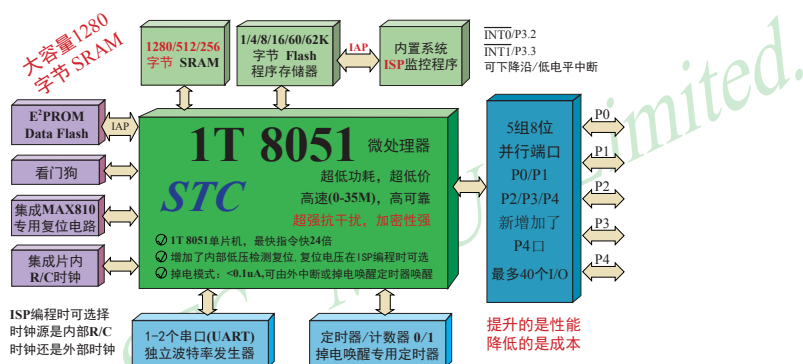 大容量1280
字节 SRAM
1280/512/256
字节 SRAM
1/4/8/16/60/62K
字节 Flash
程序存储器
IAP
内置系统
ISP监控程序
INT0/P3.2
INT1/P3.3
可下降沿/低电平中断
E²PROM
Data Flash
IAP
看门狗
集成MAX810
专用复位电路
集成片内
R/C时钟
1T 8051 微处理器
STC
超低功耗，超低价
高速(0-35M)，高可靠
超强抗干扰，加密性强
1T 8051单片机，最快指令快24倍
增加了内部低压检测复位,复位电压在ISP编程时可选
掉电模式：<0.1uA,可由外中断或掉电唤醒定时器唤醒
5组8位
并行端口
P0/P1
P2/P3/P4
新增加了
P4口
最多40个I/O
P0
P1
P2
P3
P4
ISP编程时可选择
时钟源是内部R/C
时钟还是外部时钟
1-2个串口(UART)
独立波特率发生器
定时器/计数器 0/1
掉电唤醒专用定时器
提升的是性能
降低的是成本
Limited.